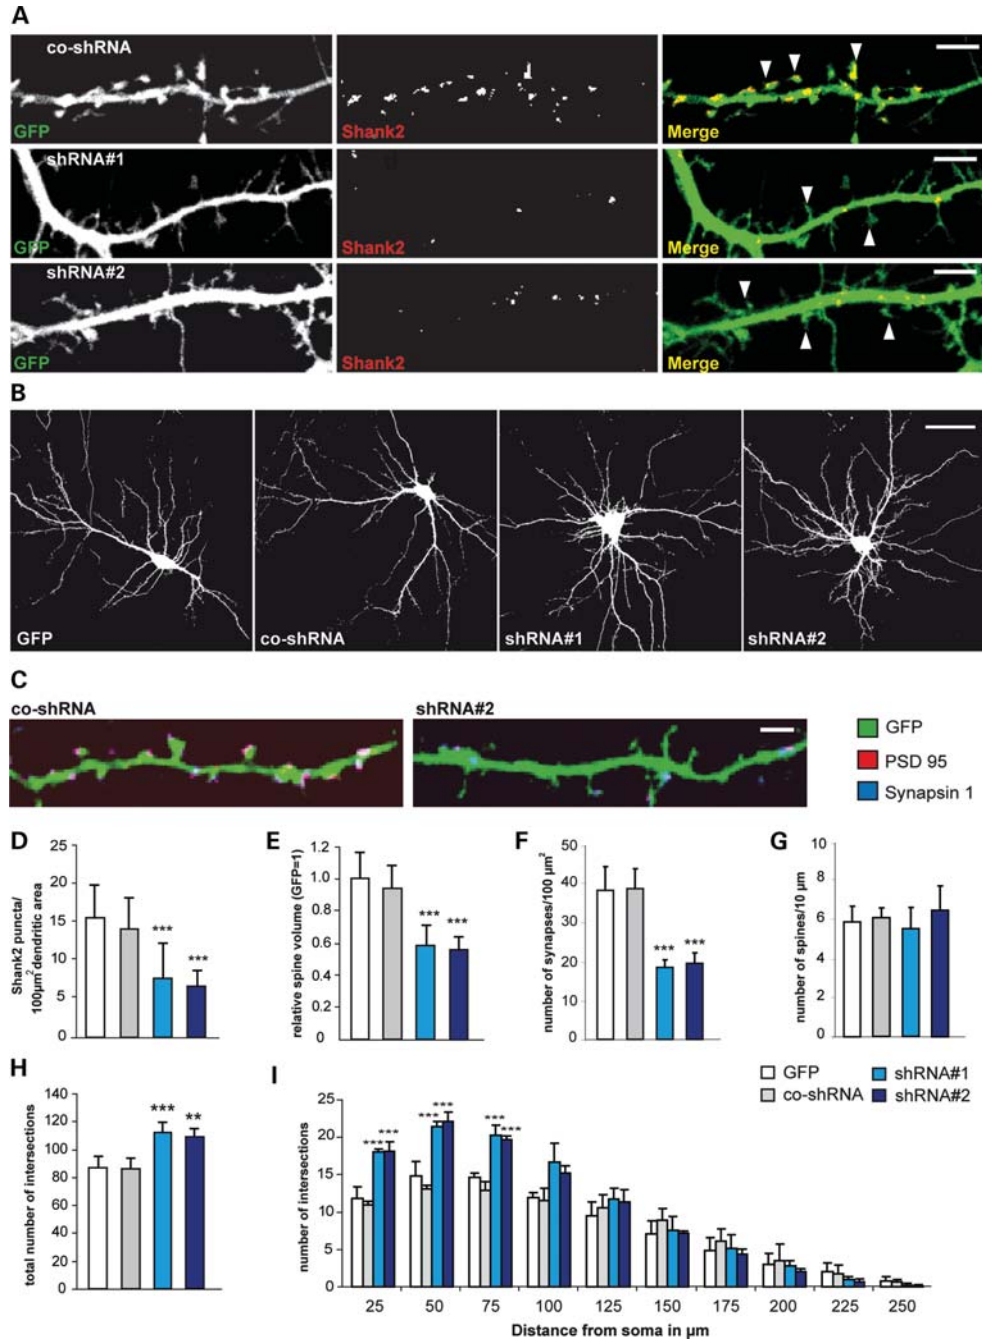 A
co-shRNA
GFP
Shank2
Merge
shRNA#1
GFP
Shank2
Merge
shRNA#2
GFP
Shank2
Merge
B
GFP
co-shRNA
shRNA#1
shRNA#2
C
co-shRNA
shRNA#2
GFP
PSD 95
Synapsin 1
D
Shank2 puncta/
100µm² dendritic area
25
20
15
10
5
0
***
***
E
relative spine volume (GFP=1)
1.2
1.0
0.8
0.6
0.4
0.2
0
***
***
F
number of synapses/100 µm²
50
40
30
20
10
0
***
***
G
number of spines/10 µm
10
8
6
4
2
0
H
total number of intersections
140
120
100
80
60
40
20
0
***
**
I
GFP
co-shRNA
shRNA#1
shRNA#2
number of intersections
25
20
15
10
5
0
***
***
***
***
***
***
25
50
75
100
125
150
175
200
225
250
Distance from soma in µm